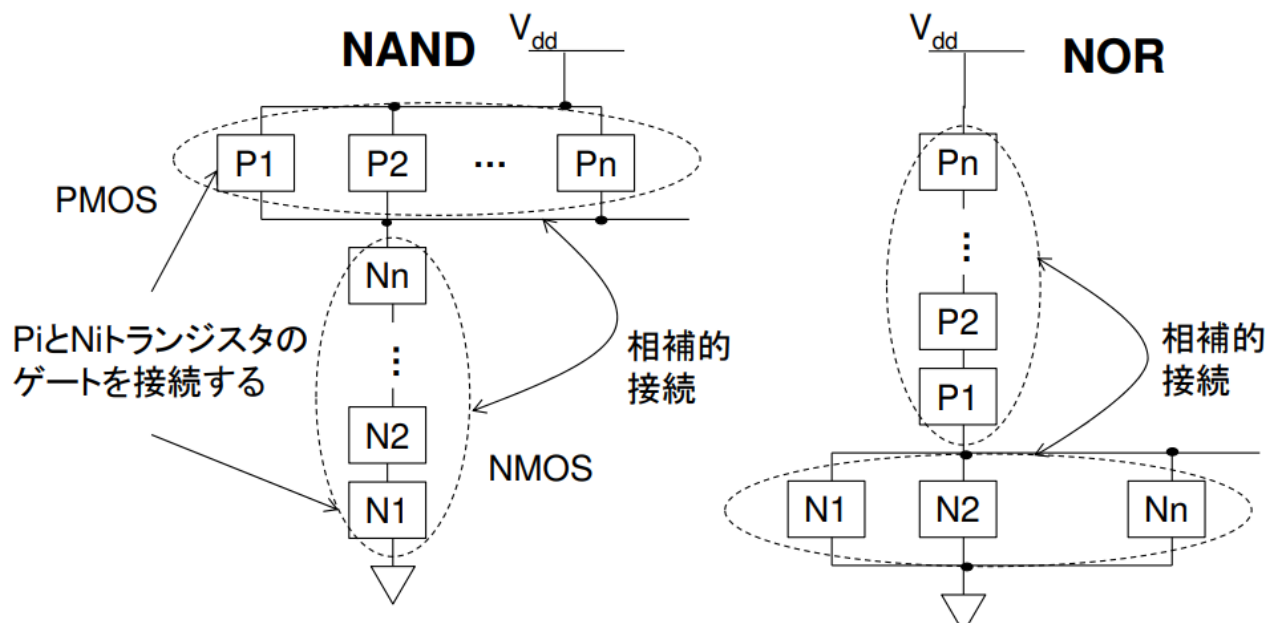 NAND
Vdd
P1
P2
...
Pn
PMOS
Nn
...
PiとNiトランジスタの
ゲートを接続する
相補的
接続
N2
NMOS
N1
Vdd
NOR
Pn
...
P2
P1
相補的
接続
N1
N2
Nn